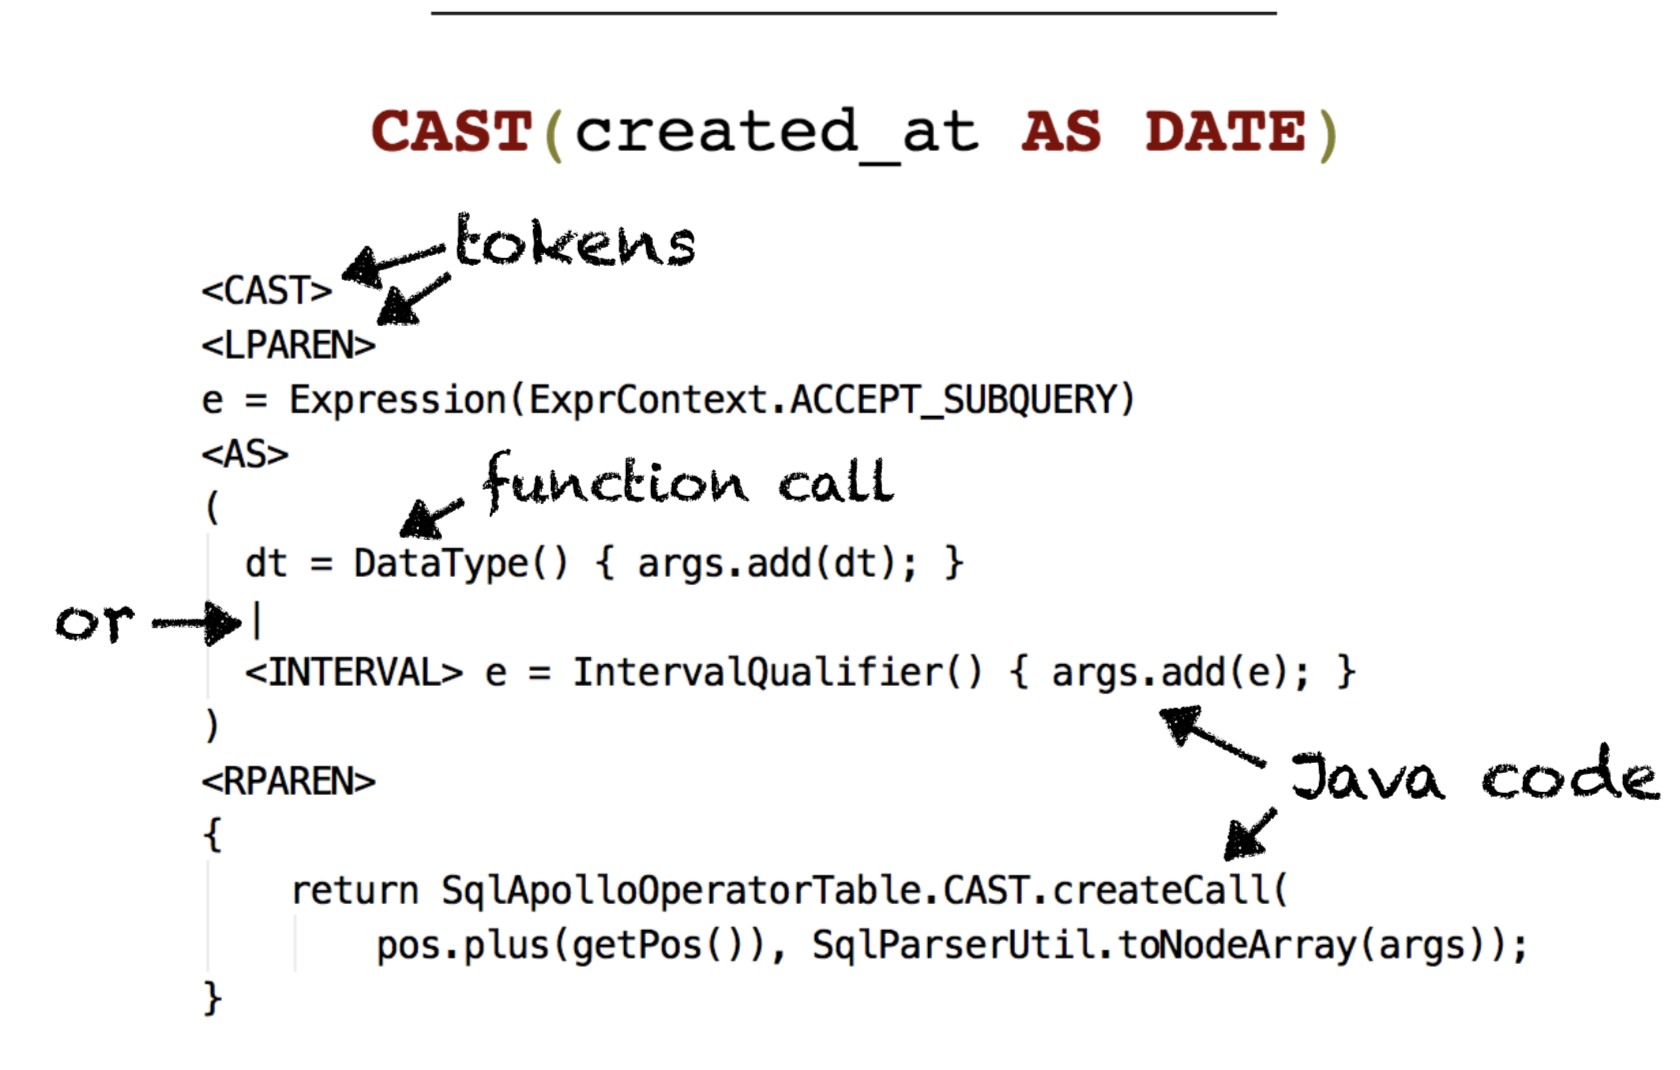 CAST(created_at AS DATE)
tokens
<CAST>
<LPAREN>
e = Expression(ExprContext.ACCEPT_SUBQUERY)
<AS>
function call
(
dt = DataType() { args.add(dt); }
or
|
<INTERVAL> e = IntervalQualifier() { args.add(e); }
)
<RPAREN>
Java code
{
return SqlApolloOperatorTable.CAST.createCall(
pos.plus(getPos()), SqlParserUtil.toNodeArray(args));
}